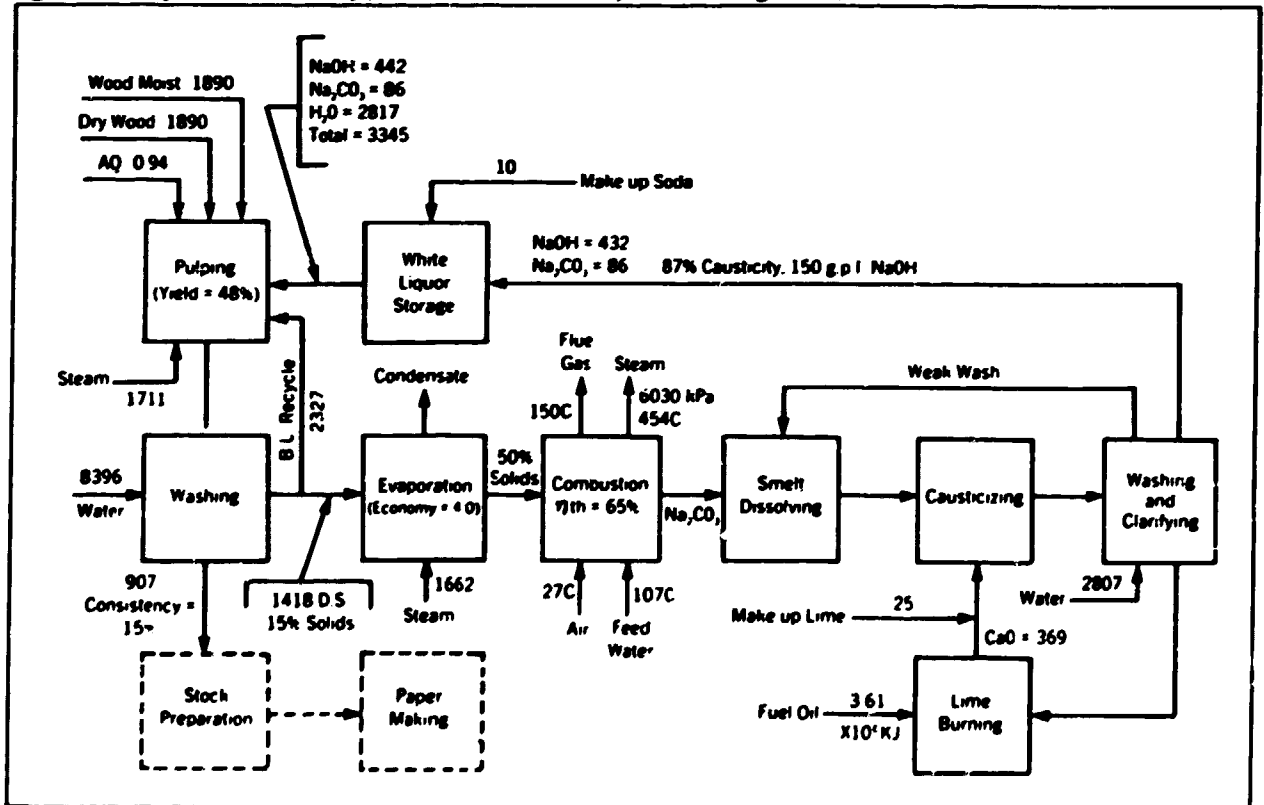 NaOH = 442
Na₂CO₃ = 86
H₂O = 2817
Total = 3345
Wood Moist 1890
Dry Wood 1890
AQ 0 94
10
Make up Soda
Pulping
(Yield = 48%)
White
Liquor
Storage
NaOH = 432
Na₂CO₃ = 86
87% Causticity, 150 g.p l NaOH
Steam
1711
B L Recycle
2327
Condensate
Flue
Gas
Steam
150C
6030 kPa
454C
Weak Wash
8396
Water
Washing
Evaporation
(Economy = 4 0)
50%
Solids
Combustion
ηth = 65%
Na₂CO₃
Smelt
Dissolving
Causticizing
Washing
and
Clarifying
907
Consistency =
1418 D.S
15% Solids
1662
Steam
27C
Air
107C
Feed
Water
Make up Lime
25
CaO = 369
Water
2807
Stock
Preparation
Paper
Making
Fuel Oil
3 61
Lime
Burning